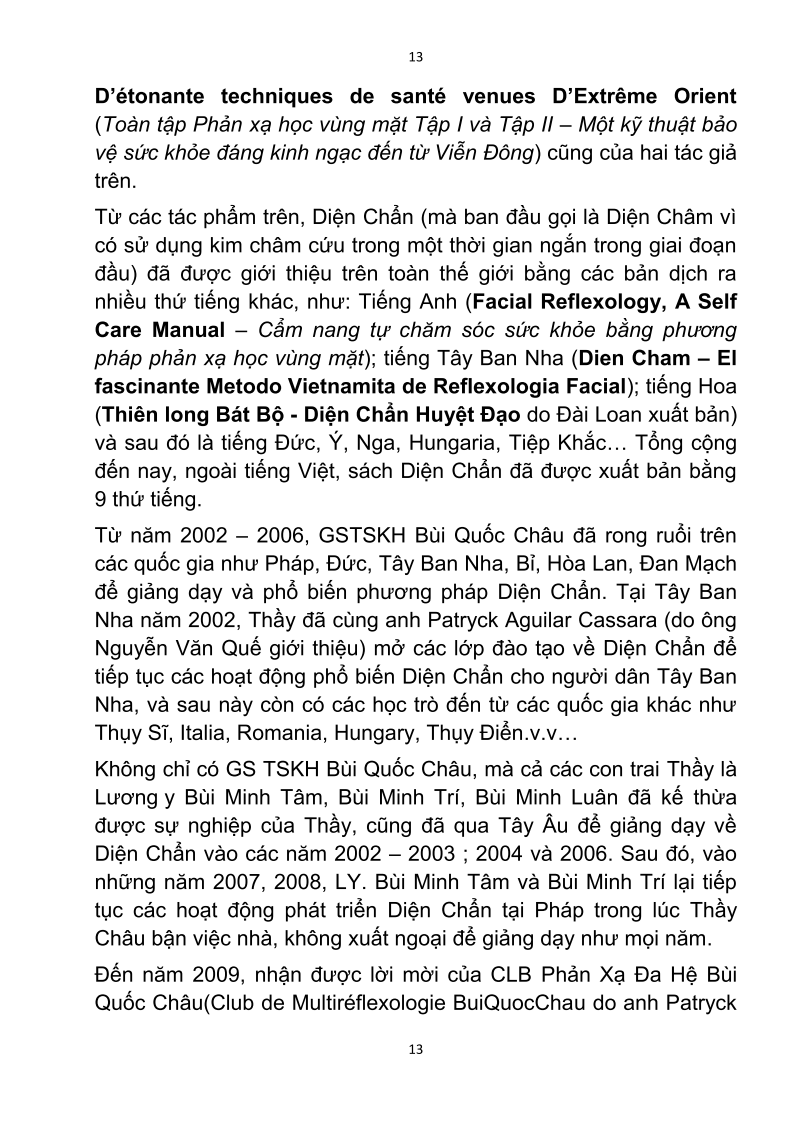 13
D’étonante techniques de santé venues D’Extrême Orient
(Toàn tập Phản xạ học vùng mặt Tập I và Tập II – Một kỹ thuật bảo
vệ sức khỏe đáng kinh ngạc đến từ Viễn Đông) cũng của hai tác giả
trên.
Từ các tác phẩm trên, Diện Chẩn (mà ban đầu gọi là Diện Châm vì
có sử dụng kim châm cứu trong một thời gian ngắn trong giai đoạn
đầu) đã được giới thiệu trên toàn thế giới bằng các bản dịch ra
nhiều thứ tiếng khác, như: Tiếng Anh (Facial Reflexology, A Self
Care Manual – Cẩm nang tự chăm sóc sức khỏe bằng phương
pháp phản xạ học vùng mặt); tiếng Tây Ban Nha (Dien Cham – El
fascinante Metodo Vietnamita de Reflexologia Facial); tiếng Hoa
(Thiên long Bát Bộ - Diện Chẩn Huyệt Đạo do Đài Loan xuất bản)
và sau đó là tiếng Đức, Ý, Nga, Hungaria, Tiệp Khắc… Tổng cộng
đến nay, ngoài tiếng Việt, sách Diện Chẩn đã được xuất bản bằng
9 thứ tiếng.
Từ năm 2002 – 2006, GSTSKH Bùi Quốc Châu đã rong ruổi trên
các quốc gia như Pháp, Đức, Tây Ban Nha, Bỉ, Hòa Lan, Đan Mạch
để giảng dạy và phổ biến phương pháp Diện Chẩn. Tại Tây Ban
Nha năm 2002, Thầy đã cùng anh Patryck Aguilar Cassara (do ông
Nguyễn Văn Quế giới thiệu) mở các lớp đào tạo về Diện Chẩn để
tiếp tục các hoạt động phổ biến Diện Chẩn cho người dân Tây Ban
Nha, và sau này còn có các học trò đến từ các quốc gia khác như
Thụy Sĩ, Italia, Romania, Hungary, Thụy Điển.v.v…
Không chỉ có GS TSKH Bùi Quốc Châu, mà cả các con trai Thầy là
Lương y Bùi Minh Tâm, Bùi Minh Trí, Bùi Minh Luân đã kế thừa
được sự nghiệp của Thầy, cũng đã qua Tây Âu để giảng dạy về
Diện Chẩn vào các năm 2002 – 2003 ; 2004 và 2006. Sau đó, vào
những năm 2007, 2008, LY. Bùi Minh Tâm và Bùi Minh Trí lại tiếp
tục các hoạt động phát triển Diện Chẩn tại Pháp trong lúc Thầy
Châu bận việc nhà, không xuất ngoại để giảng dạy như mọi năm.
Đến năm 2009, nhận được lời mời của CLB Phản Xạ Đa Hệ Bùi
Quốc Châu(Club de Multiréflexologie BuiQuocChau do anh Patryck
13